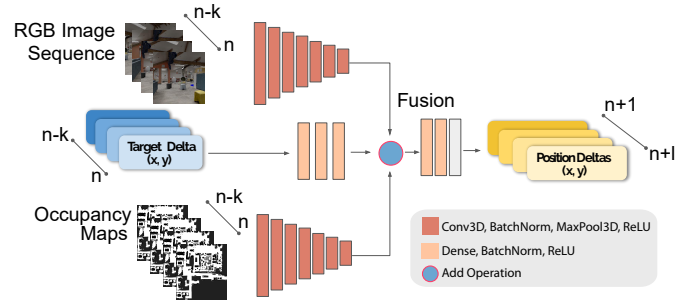 RGB Image
Sequence
n-k
n
Fusion
n+1
n+l
n-k
n
Target Delta
(x, y)
Position Deltas
(x, y)
Occupancy
Maps
n-k
n
Conv3D, BatchNorm, MaxPool3D, ReLU
Dense, BatchNorm, ReLU
Add Operation